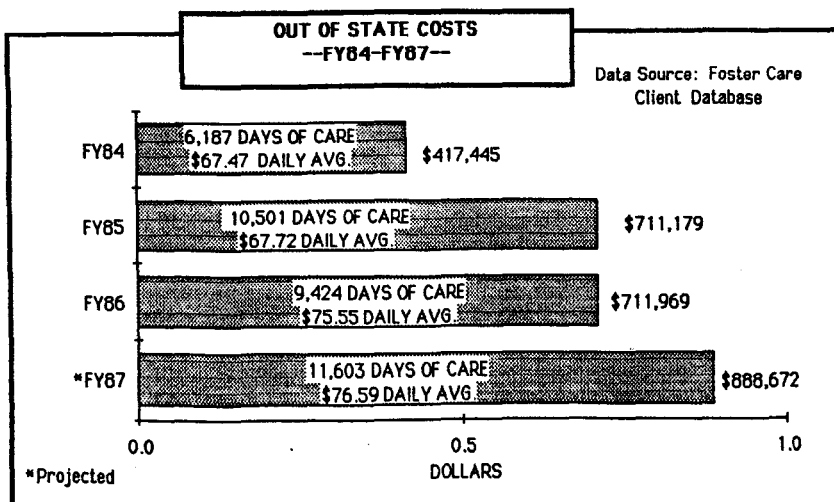 OUT OF STATE COSTS
--FY84-FY87--
Data Source: Foster Care
Client Database
FY84
6,187 DAYS OF CARE
$67.47 DAILY AVG.
$417,445
FY85
10,501 DAYS OF CARE
$67.72 DAILY AVG.
$711,179
FY86
9,424 DAYS OF CARE
$75.55 DAILY AVG.
$711,969
*FY87
11,603 DAYS OF CARE
$76.59 DAILY AVG.
$888,672
0.0 0.5 1.0
DOLLARS
*Projected